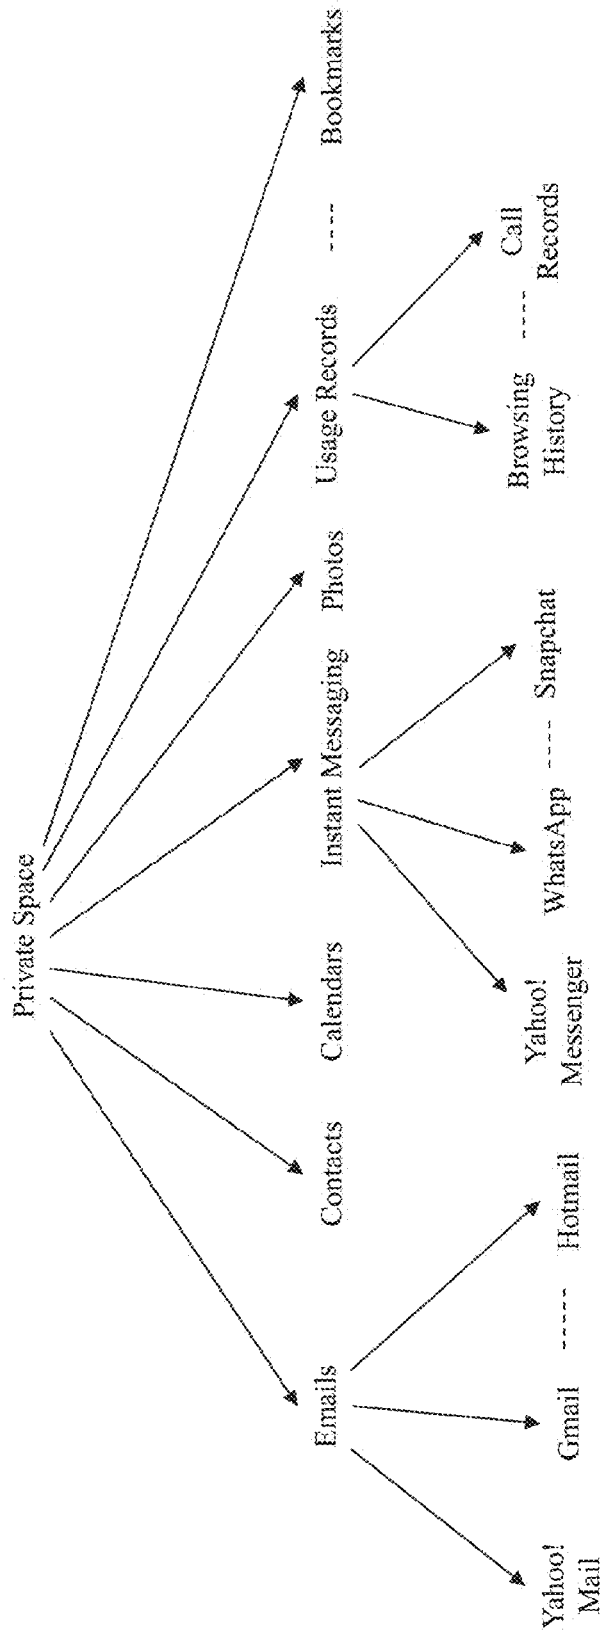 Private Space
Emails
Contacts
Calendars
Instant Messaging
Photos
Usage Records
----
Bookmarks
Yahoo!
Mail
Gmail
-----
Hotmail
Yahoo!
Messenger
WhatsApp
----
Snapchat
Browsing
History
----
Call
Records